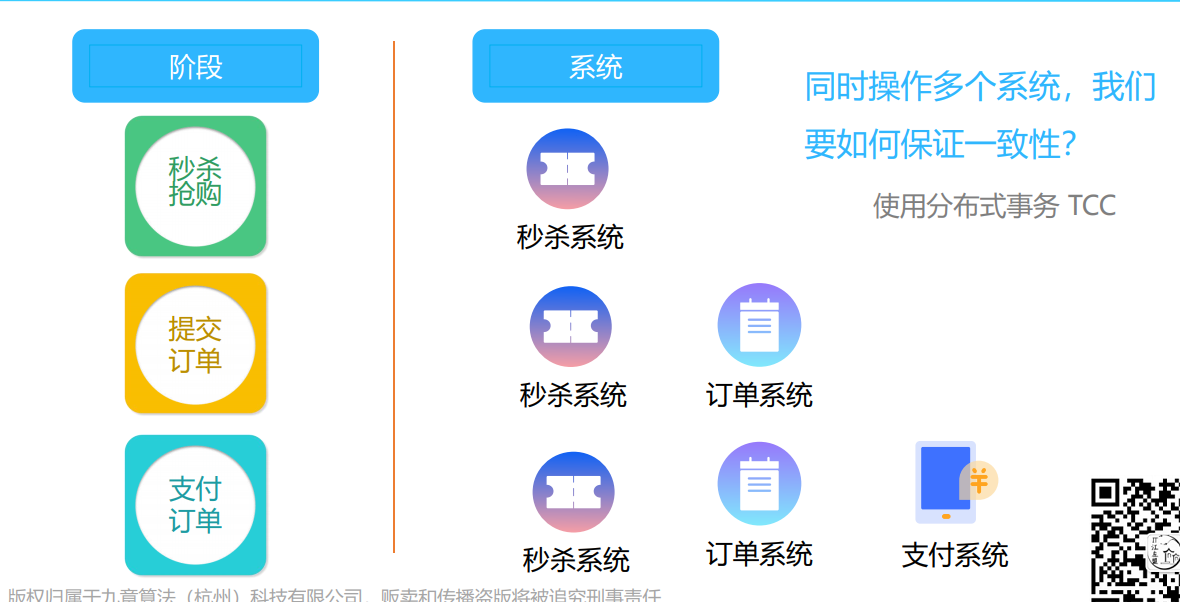 阶段
系统
同时操作多个系统，我们
要如何保证一致性？
使用分布式事务 TCC
秒杀
抢购
秒杀系统
提交
订单
秒杀系统
订单系统
支付
订单
秒杀系统
订单系统
支付系统
版权归属于九章算法（杭州）科技有限公司，贩卖和传播盗版将被追究刑事责任